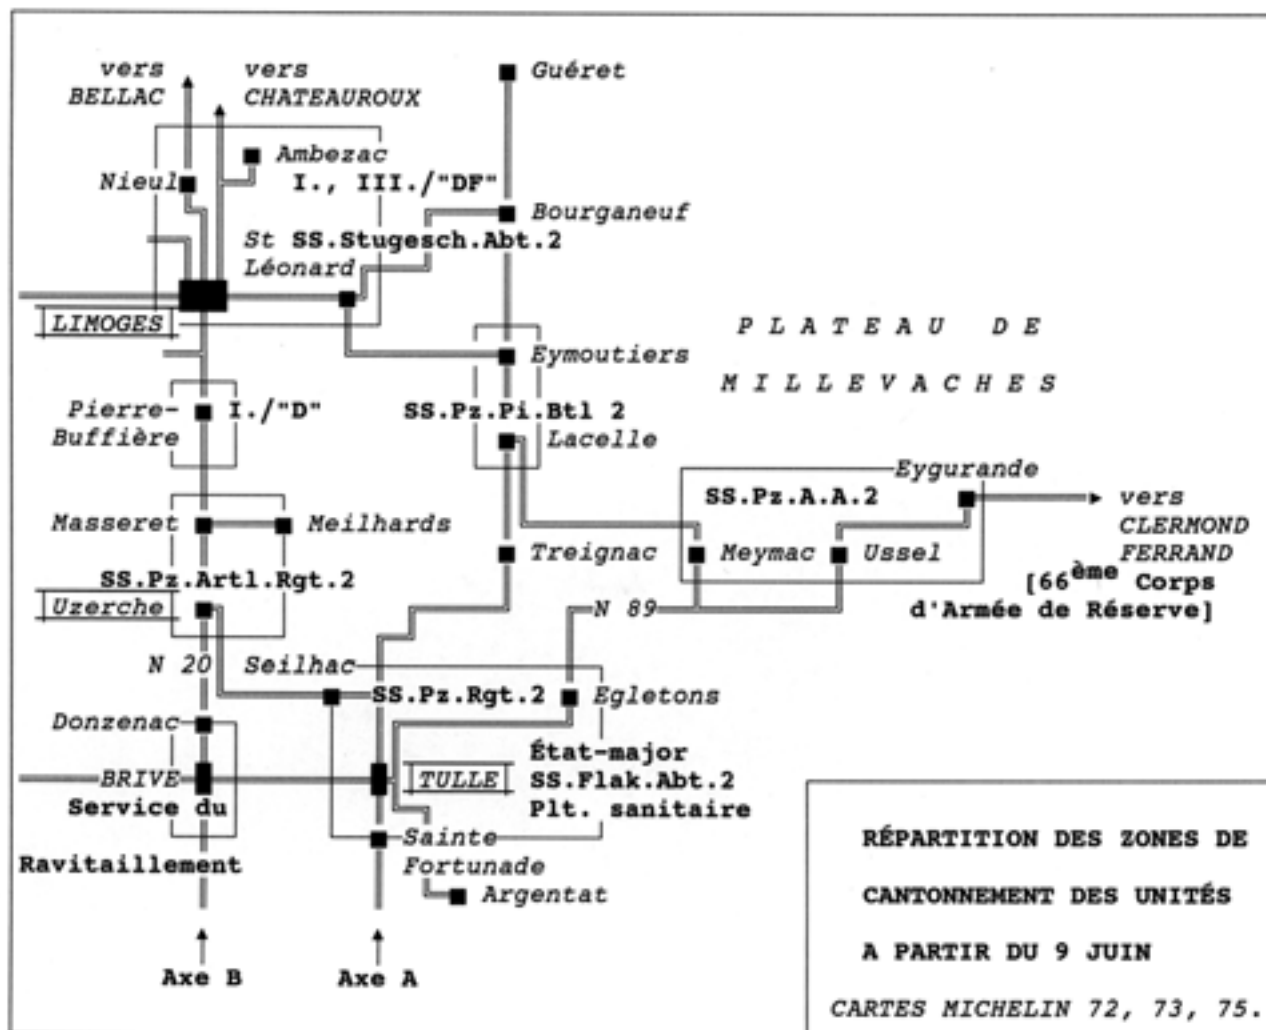 vers
BELLAC
vers
CHATEAUROUX
Guéret
Ambezac
Nieul
I., III./"DF"
Bourganeuf
St SS.Stugesch.Abt.2
Léonard
LIMOGES
PLATEAU DE
MILLEVACHES
Eymoutiers
Pierre-
Buffière
I./"D"
SS.Pz.Pi.Btl 2
Lacelle
Eygurande
SS.Pz.A.A.2
vers
CLERMOND
FERRAND
Masseret
Meilhards
Treignac
Meymac
Ussel
[66ème Corps
d'Armée de Réserve]
SS.Pz.Artl.Rgt.2
Uzerche
N 89
N 20
Seilhac
SS.Pz.Rgt.2
Egletons
Donzenac
BRIVE
TULLE
État-major
SS.Flak.Abt.2
Plt. sanitaire
Service du
Ravitaillement
Sainte
Fortunade
Argentat
Axe B
Axe A
RÉPARTITION DES ZONES DE
CANTONNEMENT DES UNITÉS
A PARTIR DU 9 JUIN
CARTES MICHELIN 72, 73, 75.